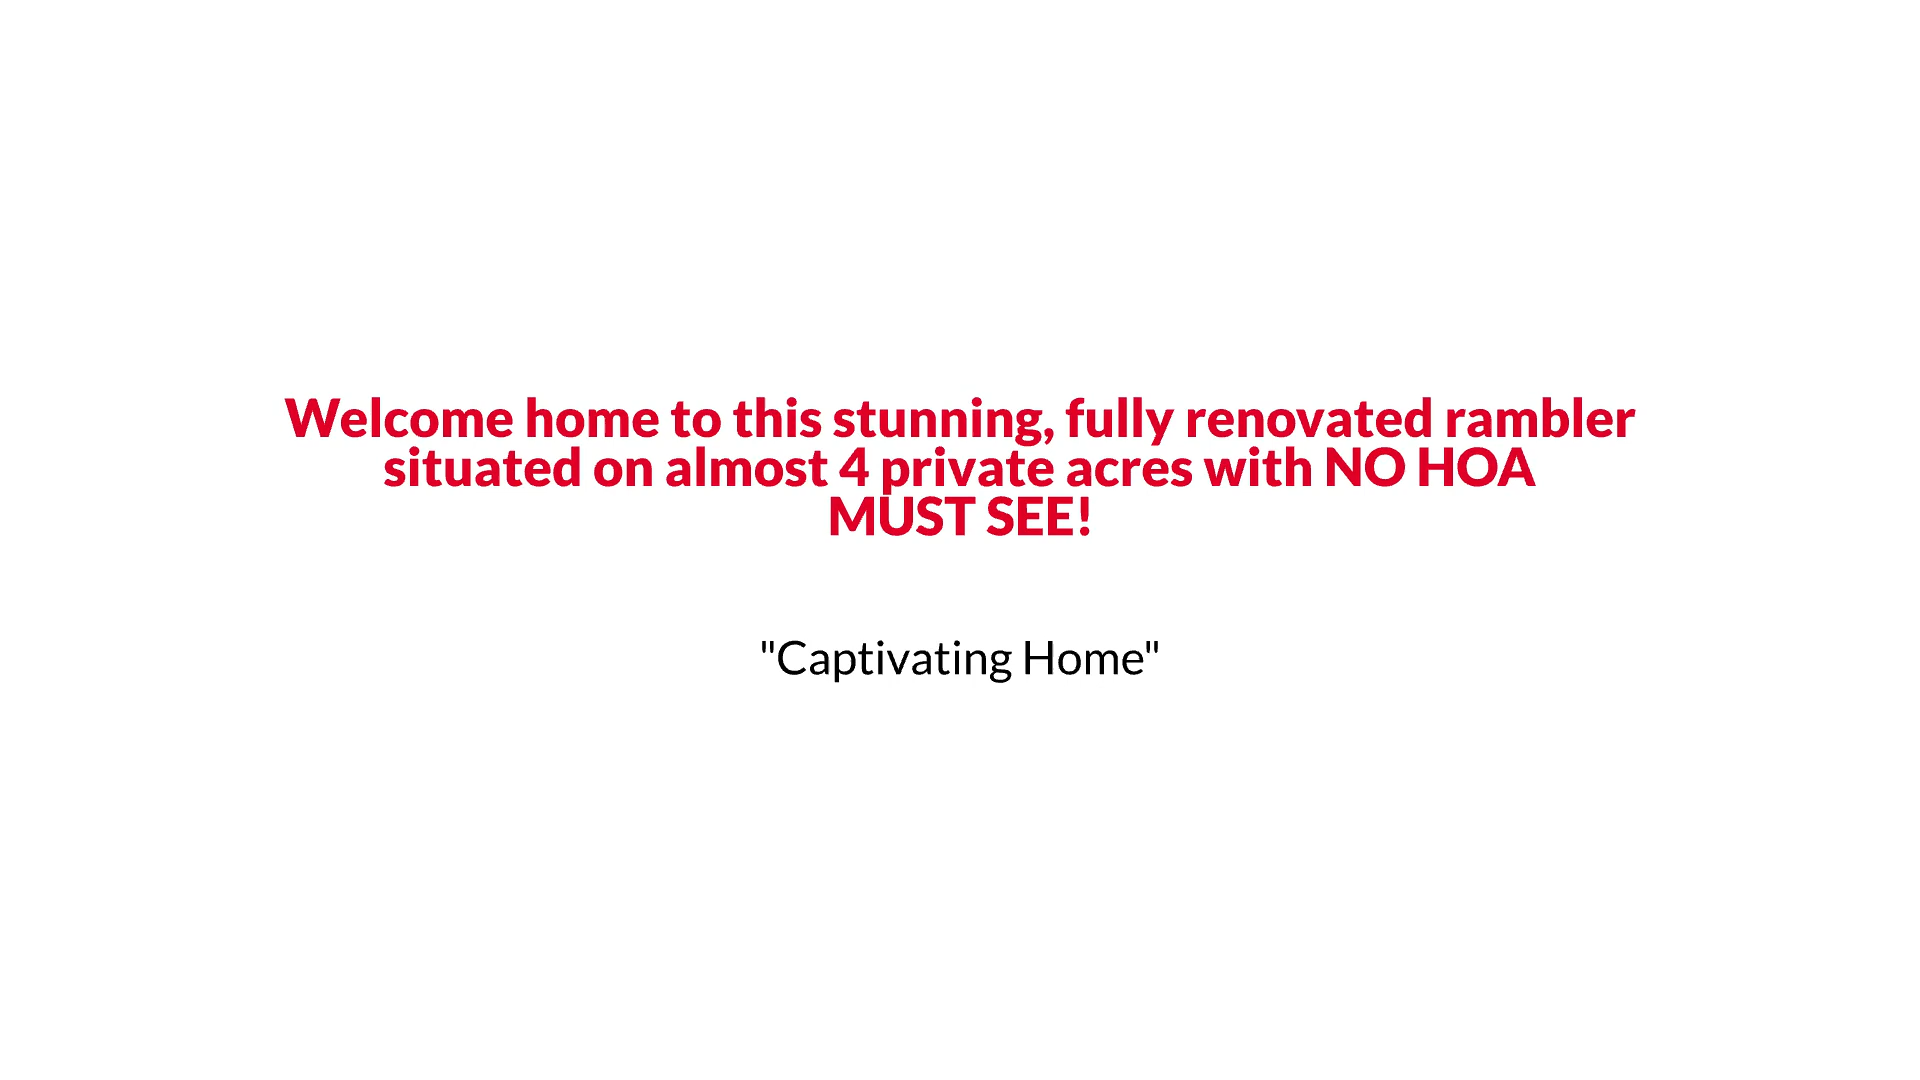 Welcome home to this stunning, fully renovated rambler
situated on almost 4 private acres with NO HOA
MUST SEE!
"Captivating Home"